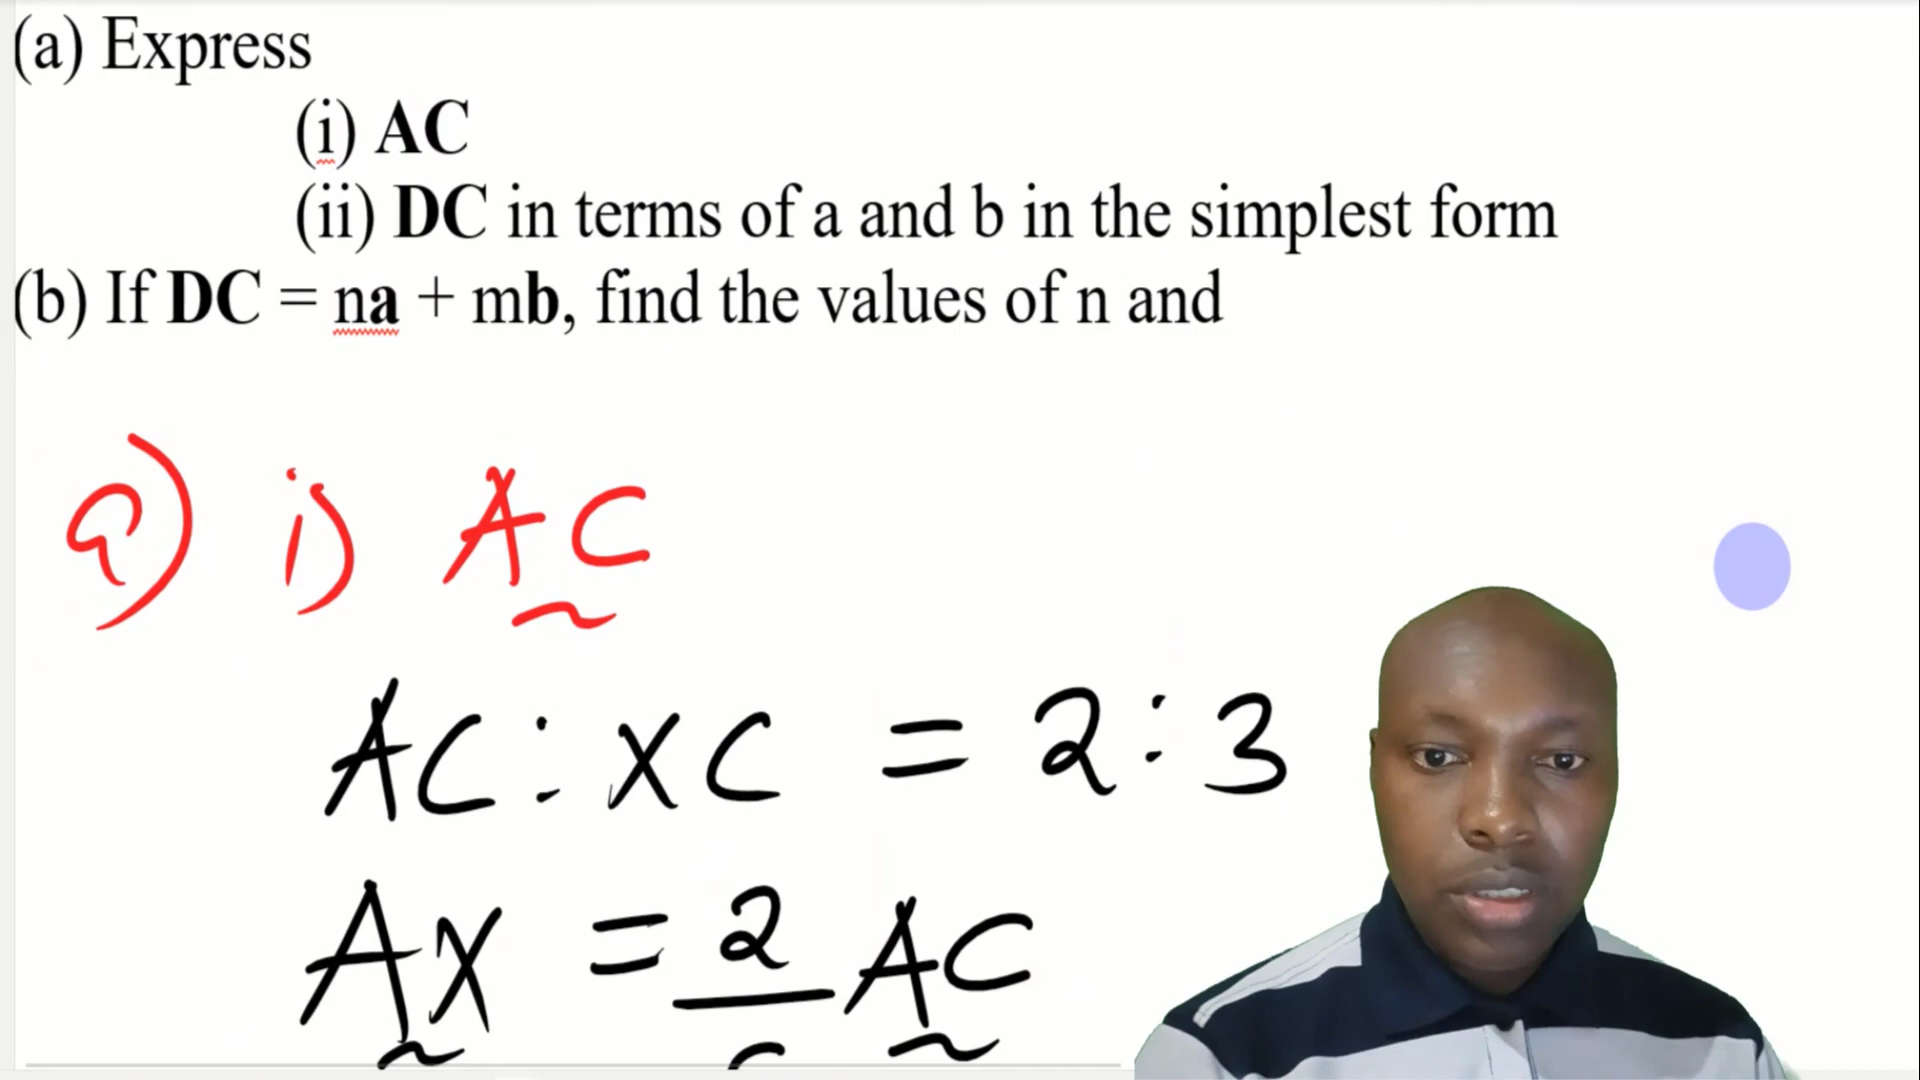 (a) Express
(i) AC
(ii) DC in terms of a and b in the simplest form
(b) If DC = na + mb, find the values of n and
a) i) AC
AC : XC = 2 : 3
AX = 2 AC